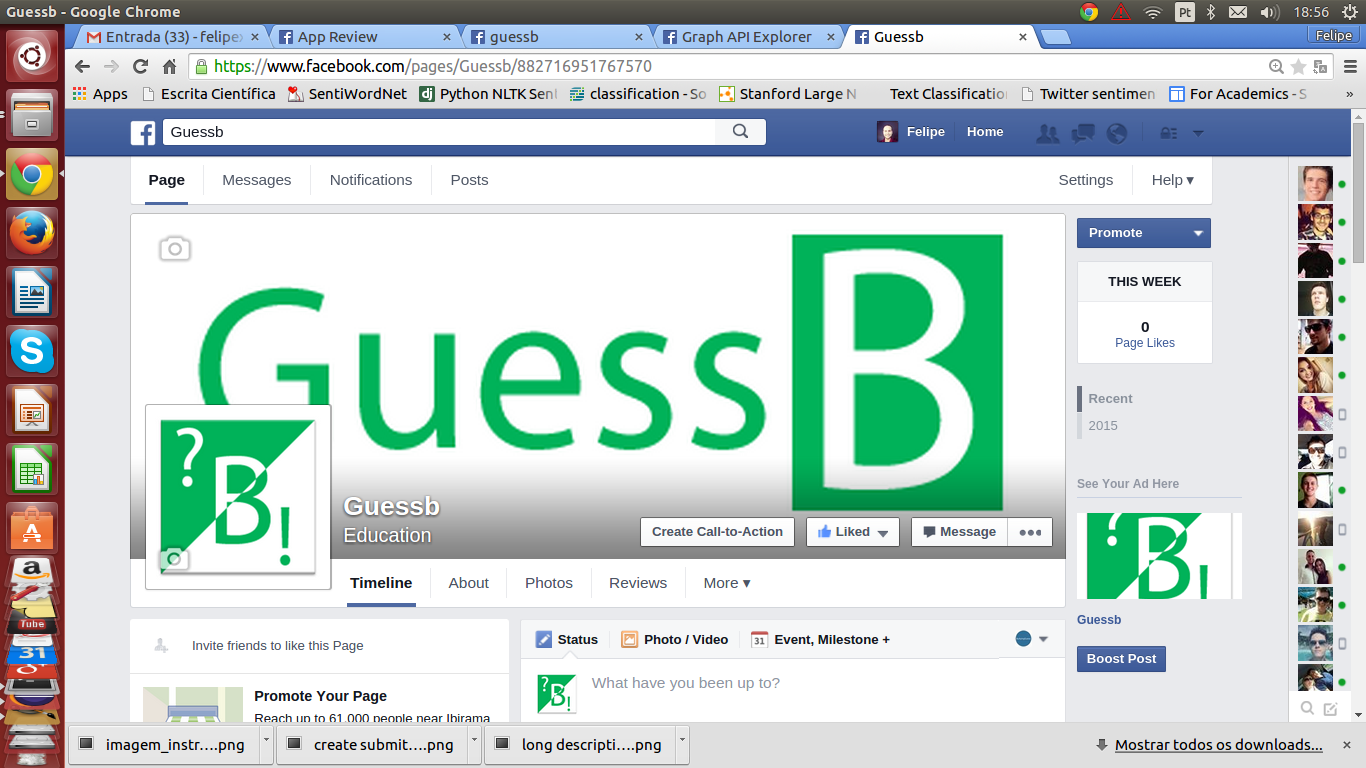 Guessb - Google Chrome
Pt
18:56
Entrada (33) - felipe
App Review
guessb
Graph API Explorer
Guessb
Felipe
https://www.facebook.com/pages/Guessb/882716951767570
Apps
Escrita Científica
SentiWordNet
Python NLTK Sent
classification - So
Stanford Large N
Text Classificatio
Twitter sentimen
For Academics - S
»
Guessb
Felipe
Home
Page
Messages
Notifications
Posts
Settings
Help
Promote
GuessB
THIS WEEK
0
Page Likes
Recent
2015
?B!
Guessb
Education
Create Call-to-Action
Liked
Message
See Your Ad Here
B!
Guessb
Boost Post
Timeline
About
Photos
Reviews
More
Invite friends to like this Page
Status
Photo / Video
31
Event, Milestone +
?B!
What have you been up to?
Promote Your Page
Reach up to 61,000 people near Ibirama
a
Tube
31
g+
imagem_instr....png
create submit....png
long descripti....png
Mostrar todos os downloads...